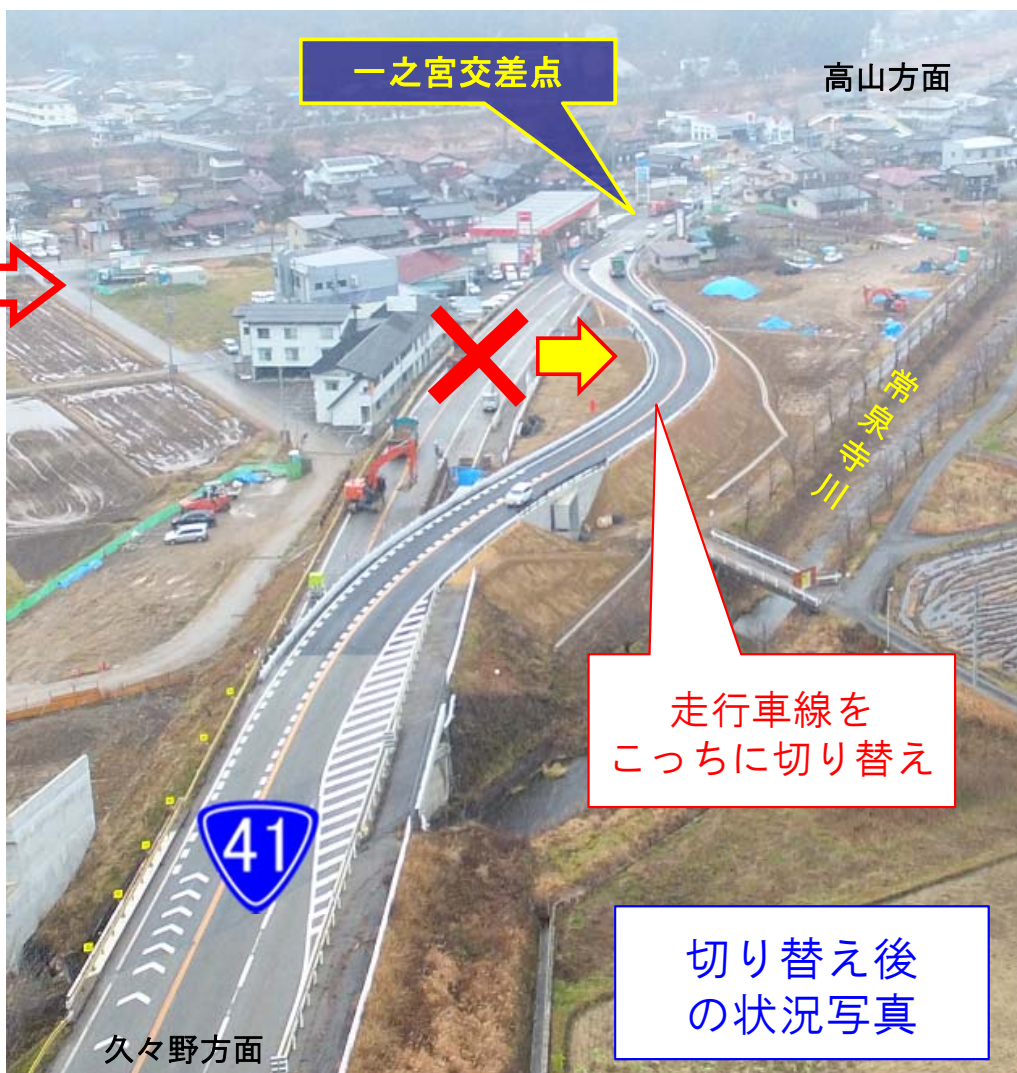 一之宮交差点
高山方面
常泉寺川
走行車線を
こっちに切り替え
41
切り替え後
の状況写真
久々野方面